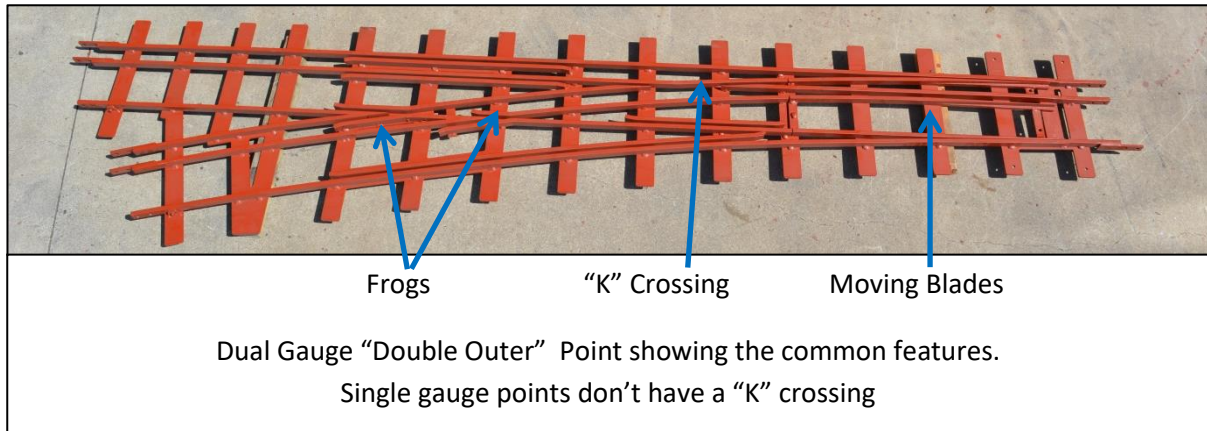 Frogs “K” Crossing Moving Blades
Dual Gauge “Double Outer” Point showing the common features.
Single gauge points don’t have a “K” crossing